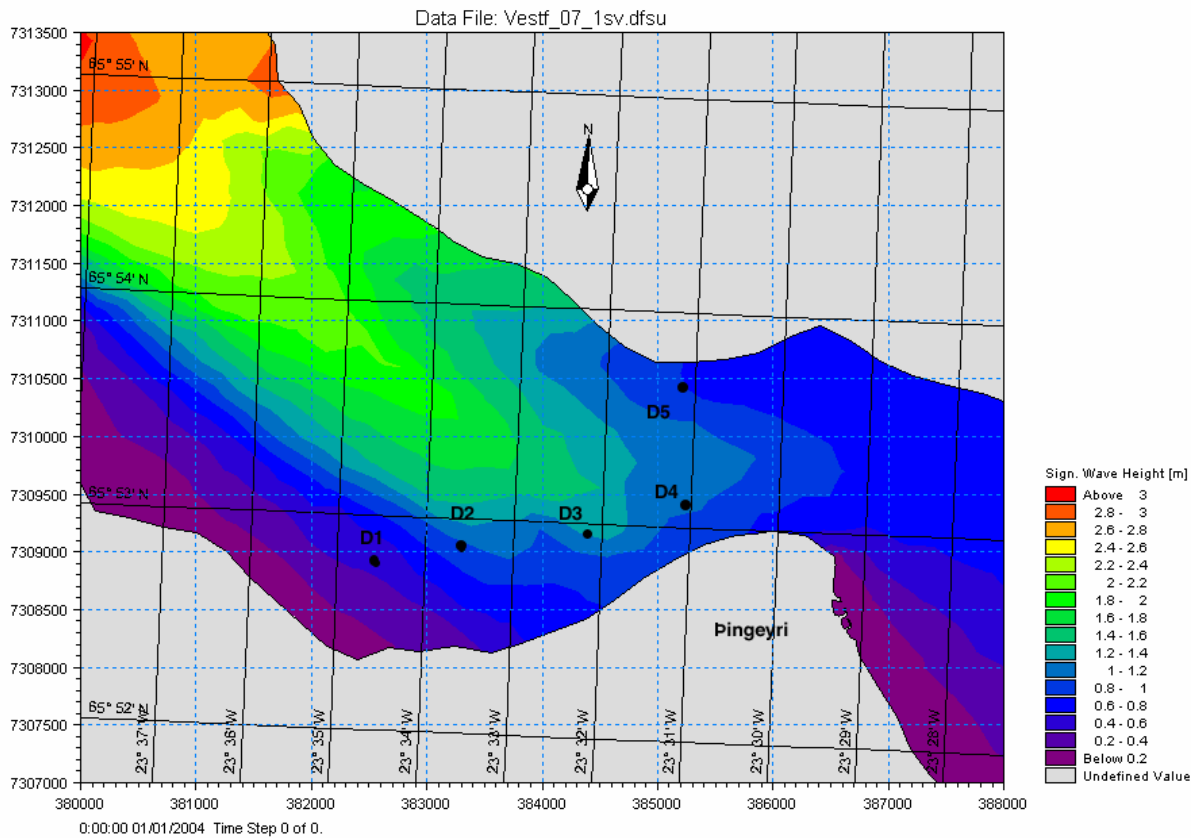 Data File: Vestf_07_1sv.dfsu
7313500
7313000
7312500
7312000
7311500
7311000
7310500
7310000
7309500
7309000
7308500
7308000
7307500
7307000
65° 55' N
N
65° 54' N
D5
65° 53' N
D4
D2
D3
D1
Þingeyri
65° 52' N
23° 37' W
23° 36' W
23° 35' W
23° 34' W
23° 33' W
23° 32' W
23° 31' W
23° 30' W
23° 29' W
23° 28' W
380000 381000 382000 383000 384000 385000 386000 387000 388000
0:00:00 01/01/2004 Time Step 0 of 0.
Sign. Wave Height [m]
Above 3
2.8 - 3
2.6 - 2.8
2.4 - 2.6
2.2 - 2.4
2 - 2.2
1.8 - 2
1.6 - 1.8
1.4 - 1.6
1.2 - 1.4
1 - 1.2
0.8 - 1
0.6 - 0.8
0.4 - 0.6
0.2 - 0.4
Below 0.2
Undefined Value